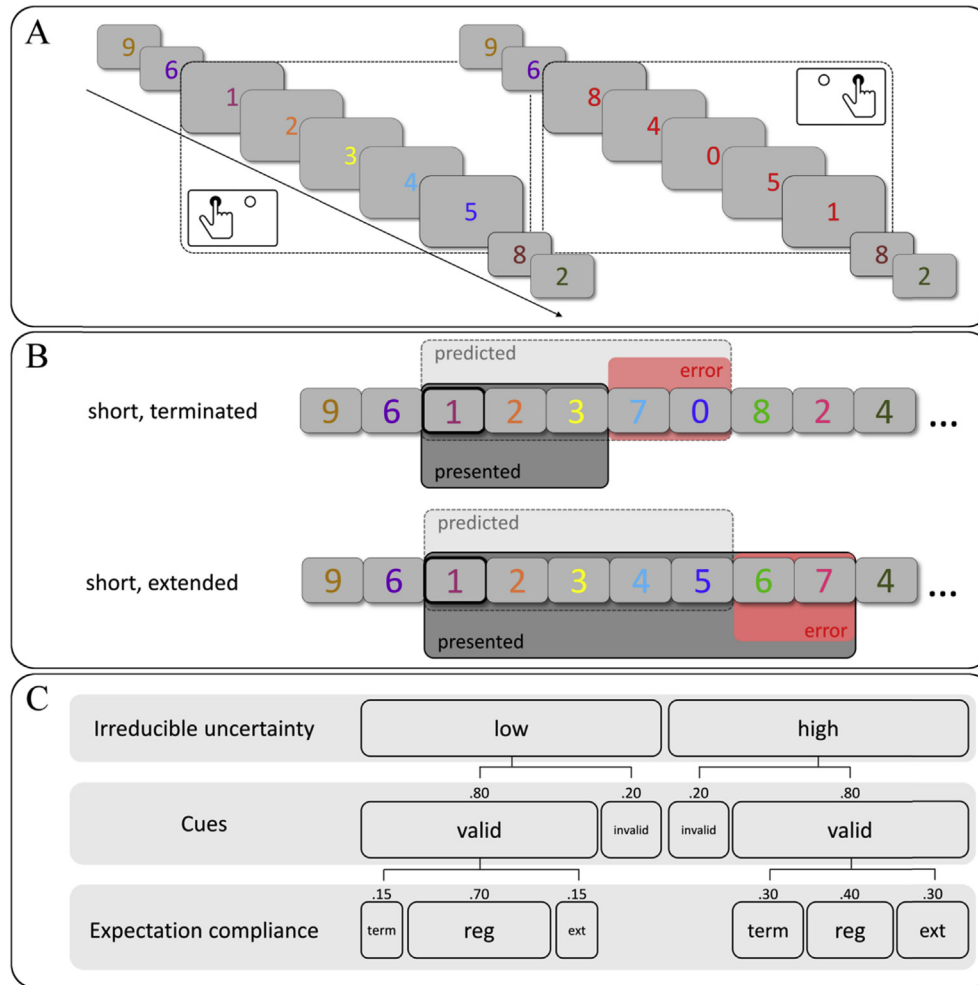 A
9 6 1 2 3 4 5 8 2
9 6 8 4 0 5 1 8 2
B
predicted
error
short, terminated 9 6 1 2 3 7 0 8 2 4 ...
presented
predicted
short, extended 9 6 1 2 3 4 5 6 7 4 ...
presented error
C
Irreducible uncertainty low high
.80 .20 .20 .80
Cues valid invalid invalid valid
.15 .70 .15 .30 .40 .30
Expectation compliance term reg ext term reg ext